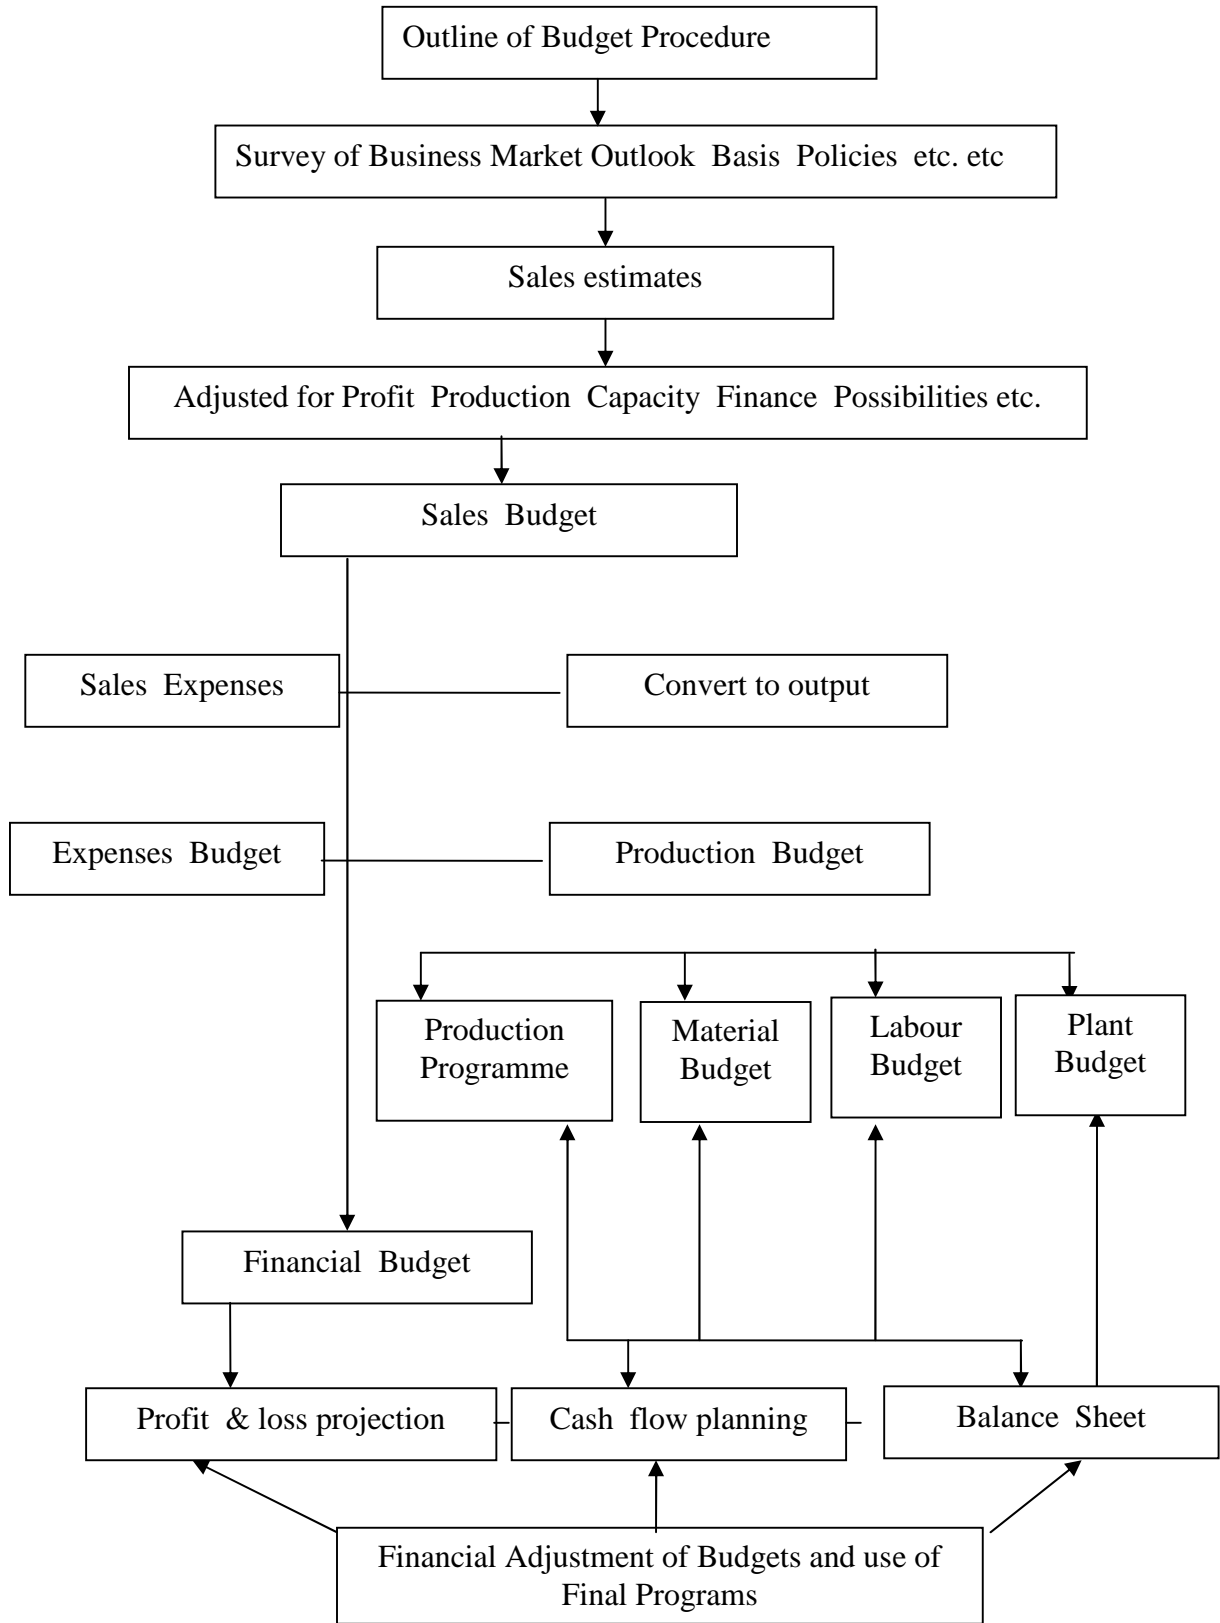 Outline of Budget Procedure
Survey of Business Market Outlook Basis Policies etc. etc
Sales estimates
Adjusted for Profit Production Capacity Finance Possibilities etc.
Sales Budget
Sales Expenses
Convert to output
Expenses Budget
Production Budget
Production
Programme
Material
Budget
Labour
Budget
Plant
Budget
Financial Budget
Profit & loss projection
Cash flow planning
Balance Sheet
Financial Adjustment of Budgets and use of
Final Programs